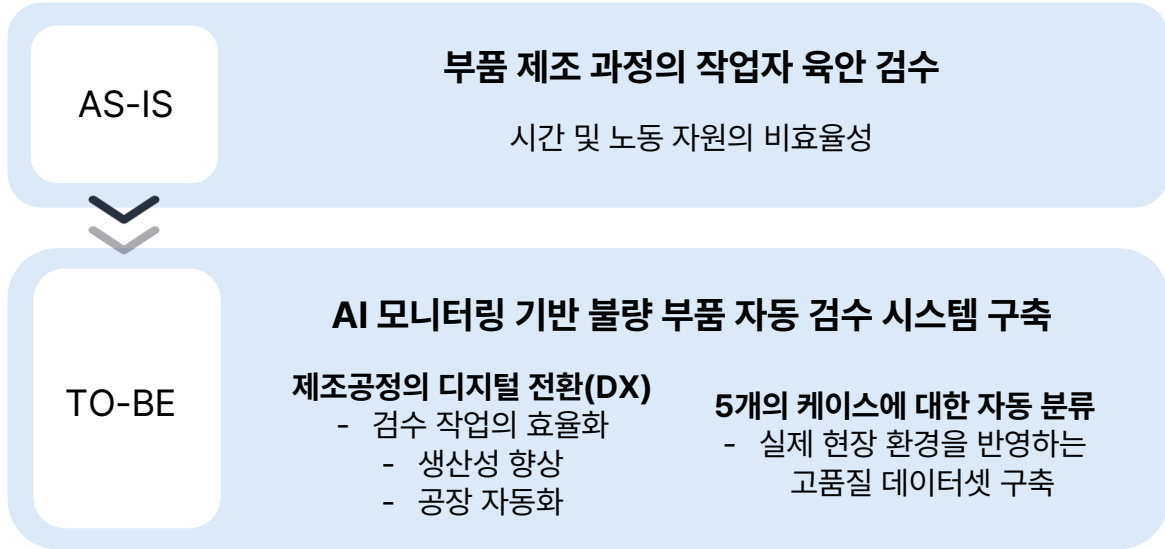 AS-IS
부품 제조 과정의 작업자 육안 검수
시간 및 노동 자원의 비효율성
TO-BE
AI 모니터링 기반 불량 부품 자동 검수 시스템 구축
제조공정의 디지털 전환(DX)
- 검수 작업의 효율화
- 생산성 향상
- 공장 자동화
5개의 케이스에 대한 자동 분류
- 실제 현장 환경을 반영하는
고품질 데이터셋 구축